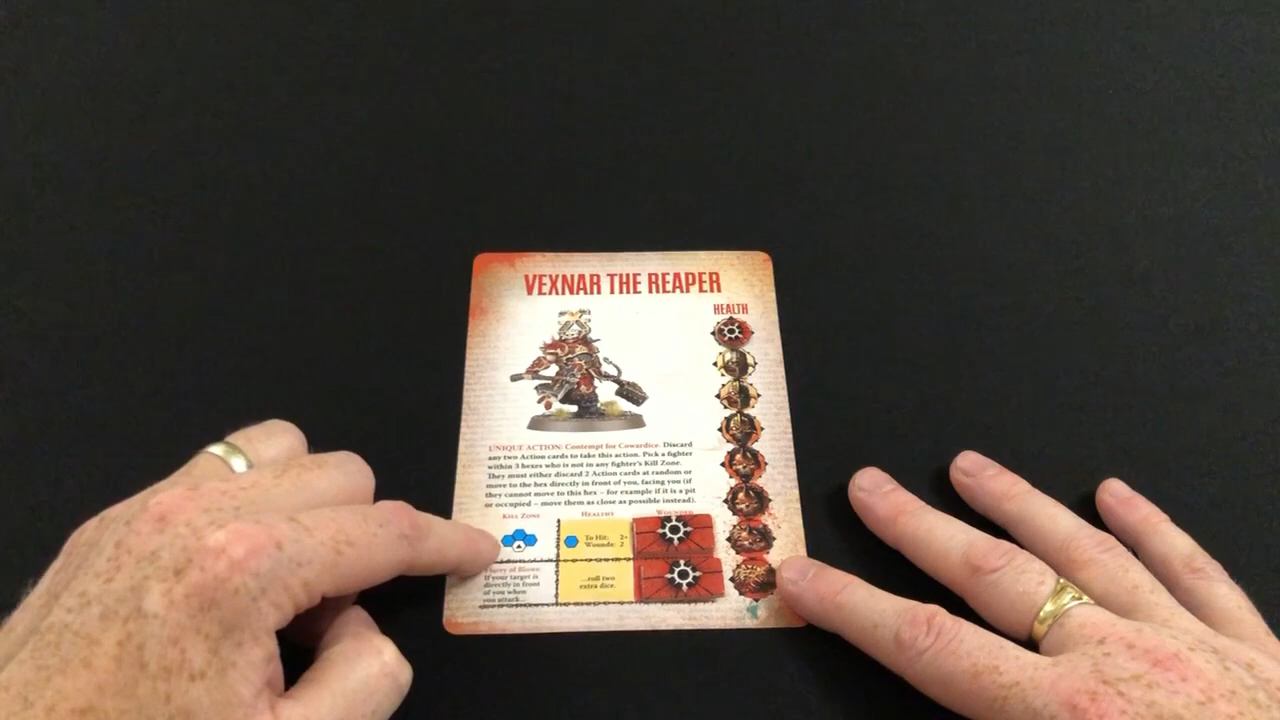 VEXNAR THE REAPER
HEALTH
UNIQUE ACTION: Contempt for Cowardice. Discard
any two Action cards to take this action. Pick a fighter
within 3 hexes who is not in any fighter's Kill Zone.
They must either discard 2 Action cards at random or
move to the hex directly in front of you, facing you (if
they cannot move to this hex – for example if it is a pit
or occupied – move them as close as possible instead).
KILL ZONE
HEALTHY
WOUNDED
To Hit: 2+
Wounds: 2
of Blows:
If your target is
directly in front
of you when
you attack...
...roll two
extra dice.